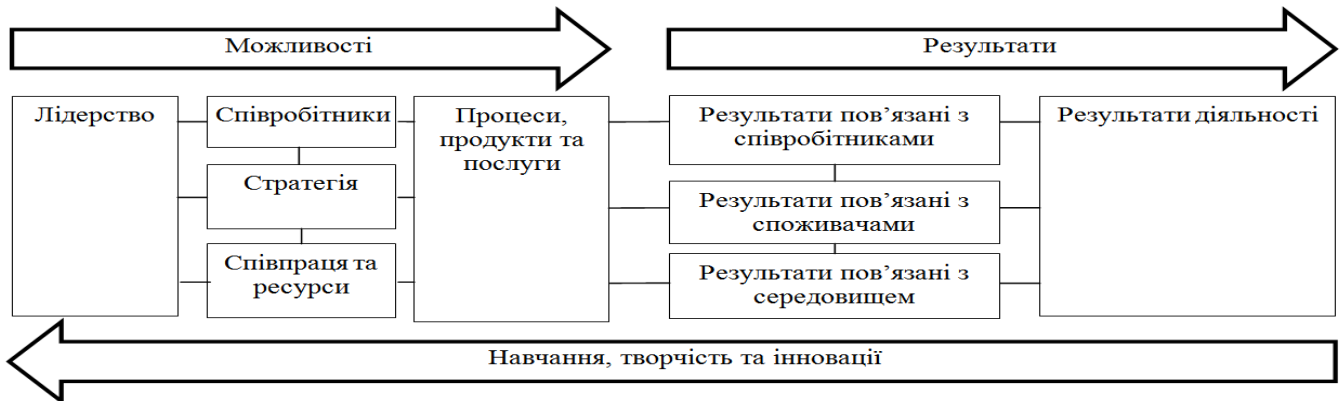 Можливості
Результати
Лідерство
Співробітники
Стратегія
Співпраця та
ресурси
Процеси,
продукти та
послуги
Результати пов’язані з
співробітниками
Результати пов’язані з
споживачами
Результати пов’язані з
середовищем
Результати діяльності
Навчання, творчість та інновації